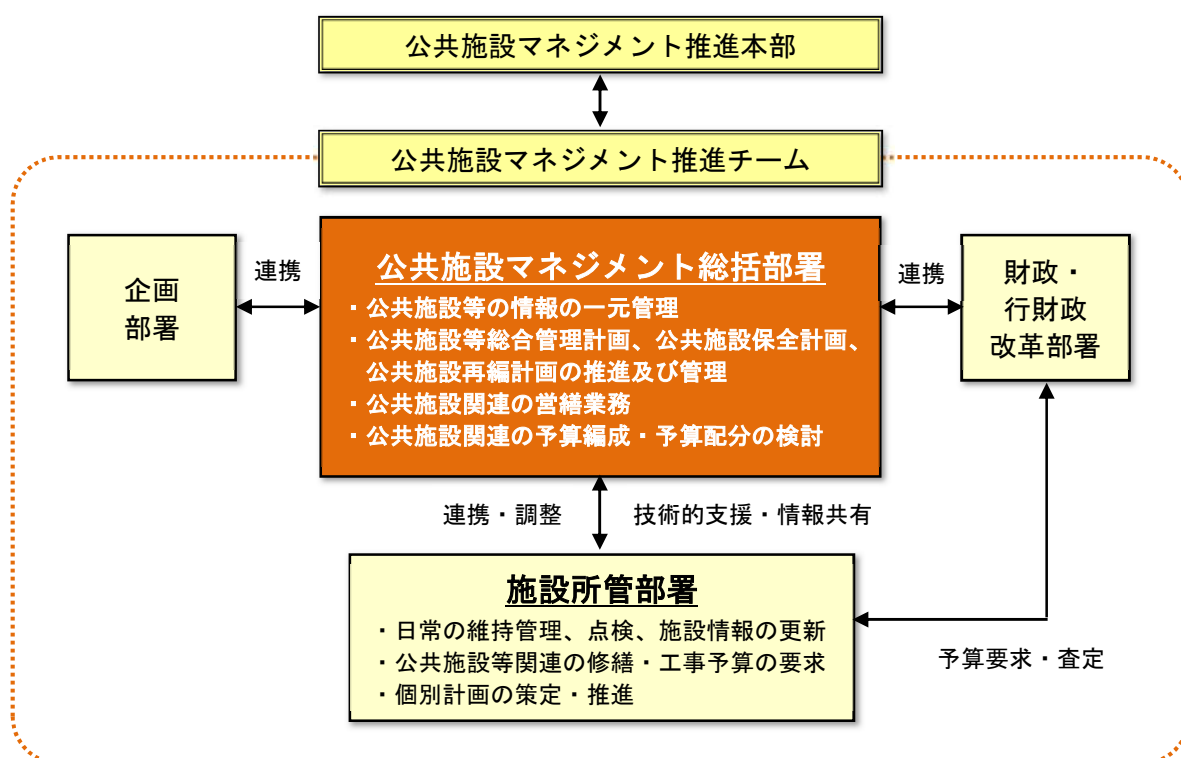 公共施設マネジメント推進本部
公共施設マネジメント推進チーム
企画
部署
連携
公共施設マネジメント総括部署
・公共施設等の情報の一元管理
・公共施設等総合管理計画、公共施設保全計画、
公共施設再編計画の推進及び管理
・公共施設関連の営繕業務
・公共施設関連の予算編成・予算配分の検討
連携
財政・
行財政
改革部署
連携・調整
技術的支援・情報共有
施設所管部署
・日常の維持管理、点検、施設情報の更新
・公共施設等関連の修繕・工事予算の要求
・個別計画の策定・推進
予算要求・査定